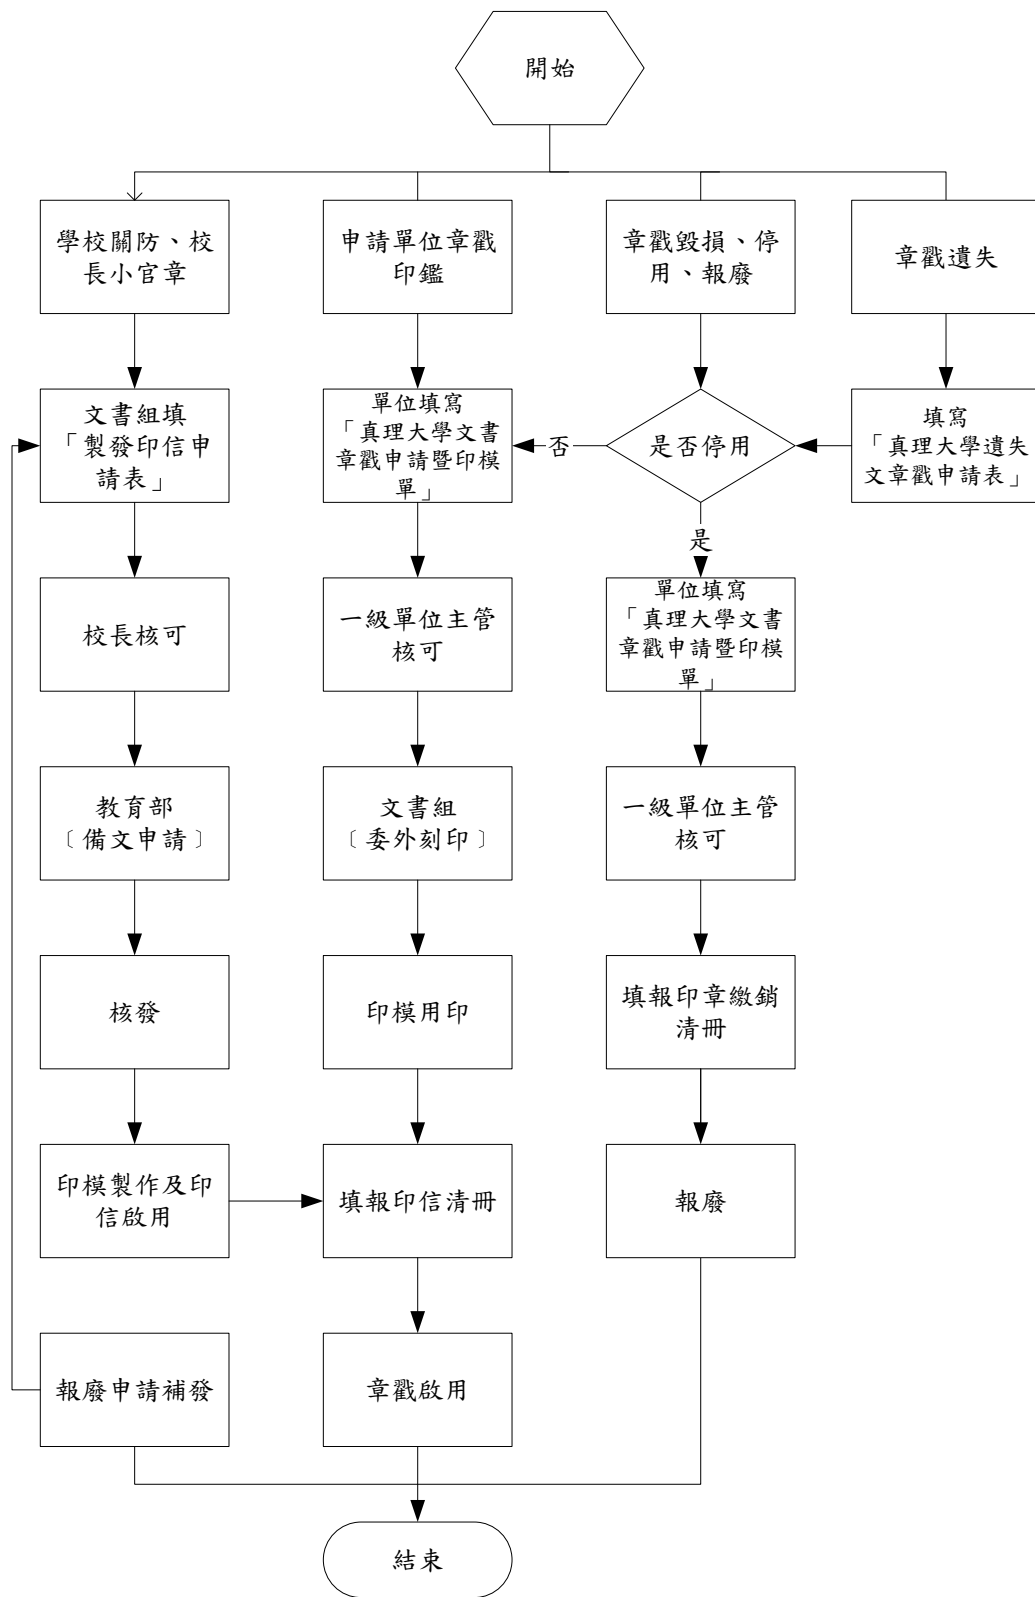 開始
學校關防、校
長小官章
申請單位章戳
印鑑
章戳毀損、停
用、報廢
章戳遺失
文書組填
「製發印信申
請表」
單位填寫
「真理大學文書
章戳申請暨印模
單」
否
是否停用
填寫
「真理大學遺失
文章戳申請表」
是
校長核可
一級單位主管
核可
單位填寫
「真理大學文書
章戳申請暨印模
單」
教育部
﹝備文申請﹞
文書組
﹝委外刻印﹞
一級單位主管
核可
核發
印模用印
填報印章繳銷
清冊
印模製作及印
信啟用
填報印信清冊
報廢
報廢申請補發
章戳啟用
結束